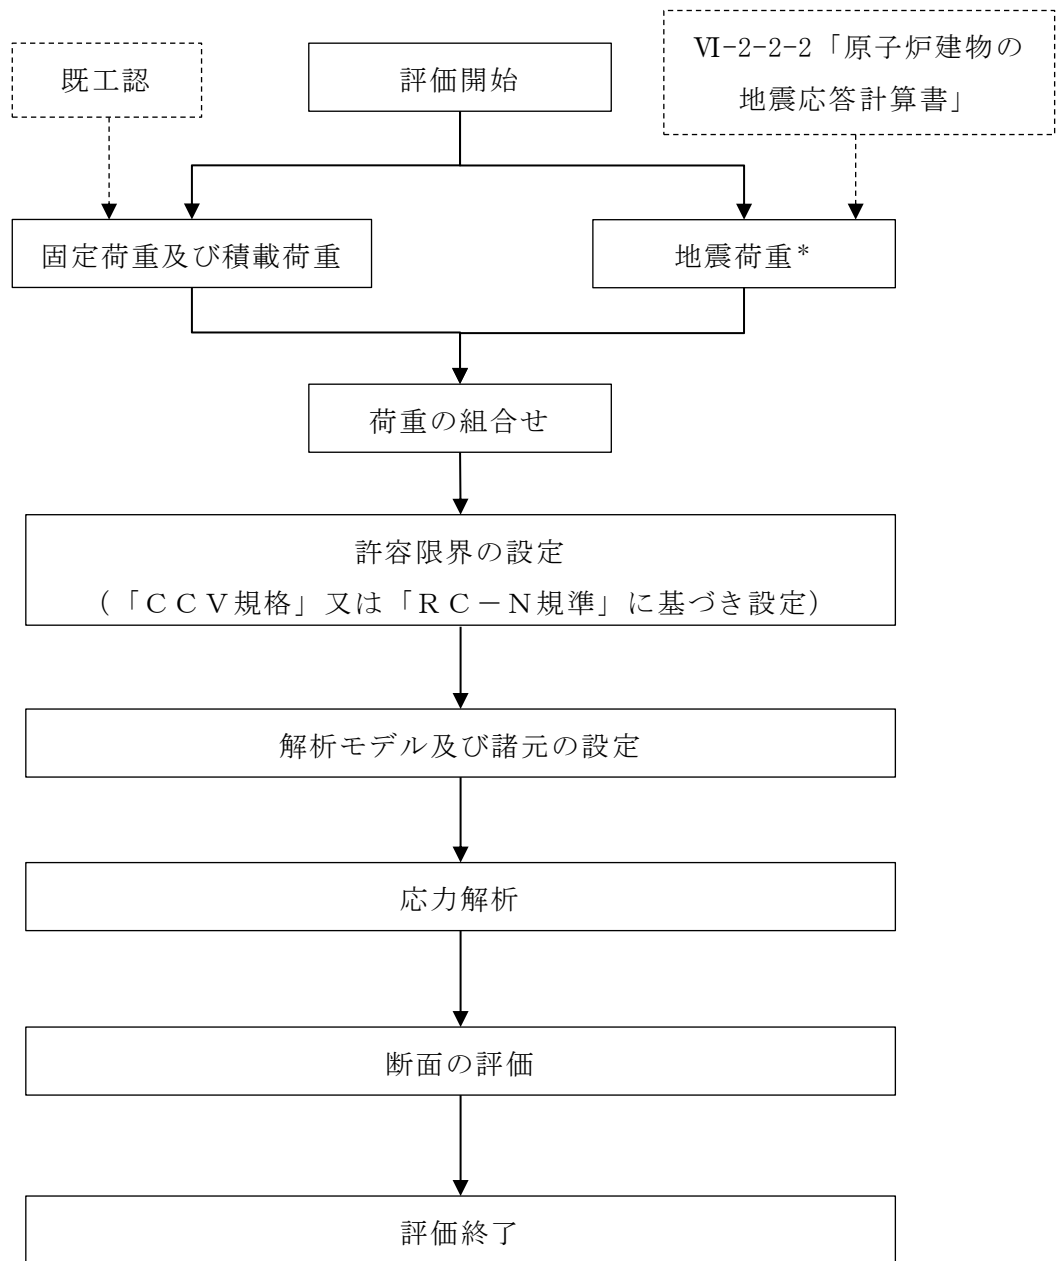 既工認
評価開始
Ⅵ-2-2-2「原子炉建物の
地震応答計算書」
固定荷重及び積載荷重
地震荷重*
荷重の組合せ
許容限界の設定
（「ＣＣＶ規格」又は「ＲＣ－Ｎ規準」に基づき設定）
解析モデル及び諸元の設定
応力解析
断面の評価
評価終了